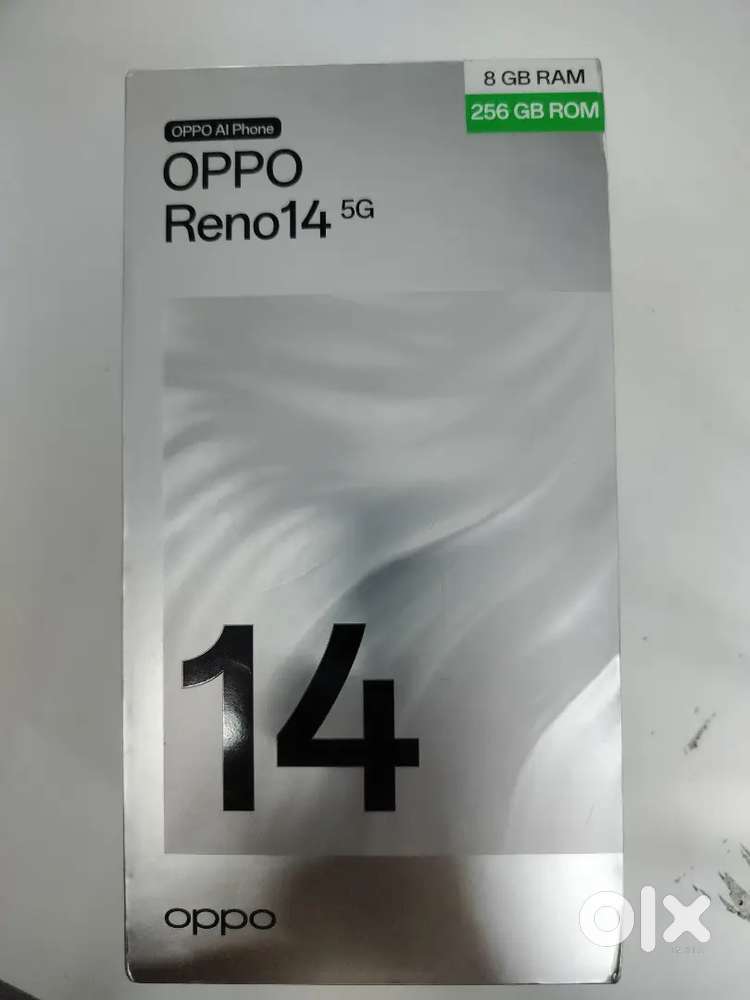 8 GB RAM
256 GB ROM
OPPO AI Phone
OPPO
Reno14 5G
14
oppo
olx